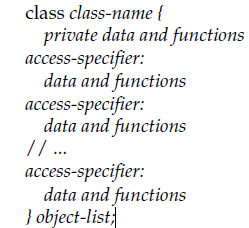 class class-name {
private data and functions
access-specifier:
data and functions
access-specifier:
data and functions
// ...
access-specifier:
data and functions
} object-list;